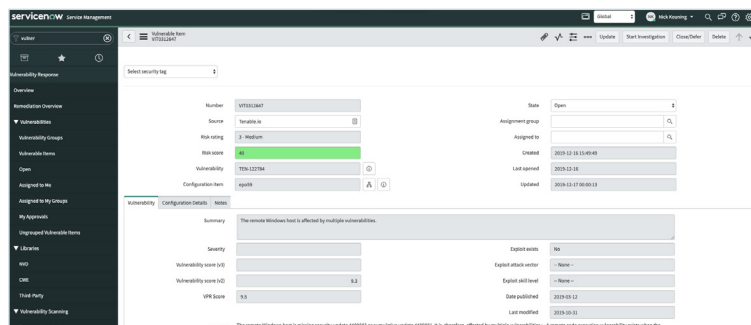 servicenow Service Management
Global
NK Nick Keuning
vulner
Vulnerable Item
VIT0312647
Update
Start Investigation
Close/Defer
Delete
Select security tag
Vulnerability Response
Overview
Remediation Overview
Vulnerabilities
Vulnerability Groups
Vulnerable Items
Open
Assigned to Me
Assigned to My Groups
My Approvals
Ungrouped Vulnerable Items
Libraries
NVD
CWE
Third-Party
Vulnerability Scanning
Number VIT0312647
Source Tenable.io
Risk rating 3 - Medium
Risk score 40
Vulnerability TEN-122784
Configuration item
State Open
Assignment group
Assigned to
Created 2019-12-16 15:49:49
Last opened 2019-12-16
Updated 2019-12-17 00:00:13
Vulnerability
Configuration Details
Notes
Summary The remote Windows host is affected by multiple vulnerabilities.
Severity
Exploit exists No
Vulnerability score (v3)
Exploit attack vector -- None --
Vulnerability score (v2) 9.3
Exploit skill level -- None --
VPR Score 9.5
Date published 2019-03-12
Last modified 2019-10-31